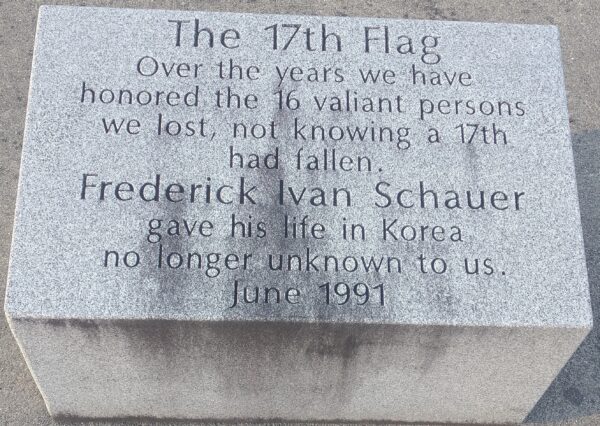 The 17th Flag
Over the years we have
honored the 16 valiant persons
we lost, not knowing a 17th
had fallen.
Frederick Ivan Schauer
gave his life in Korea
no longer unknown to us.
June 1991